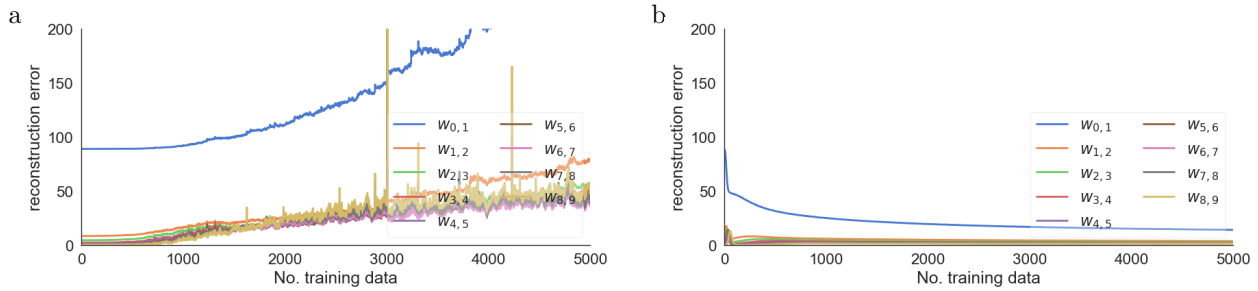 a
200
150
100
50
0
reconstruction error
0 1000 2000 3000 4000 5000
No. training data
w0,1 w5,6
w1,2 w6,7
w2,3 w7,8
w3,4 w8,9
w4,5
b
200
150
100
50
0
reconstruction error
0 1000 2000 3000 4000 5000
No. training data
w0,1 w5,6
w1,2 w6,7
w2,3 w7,8
w3,4 w8,9
w4,5